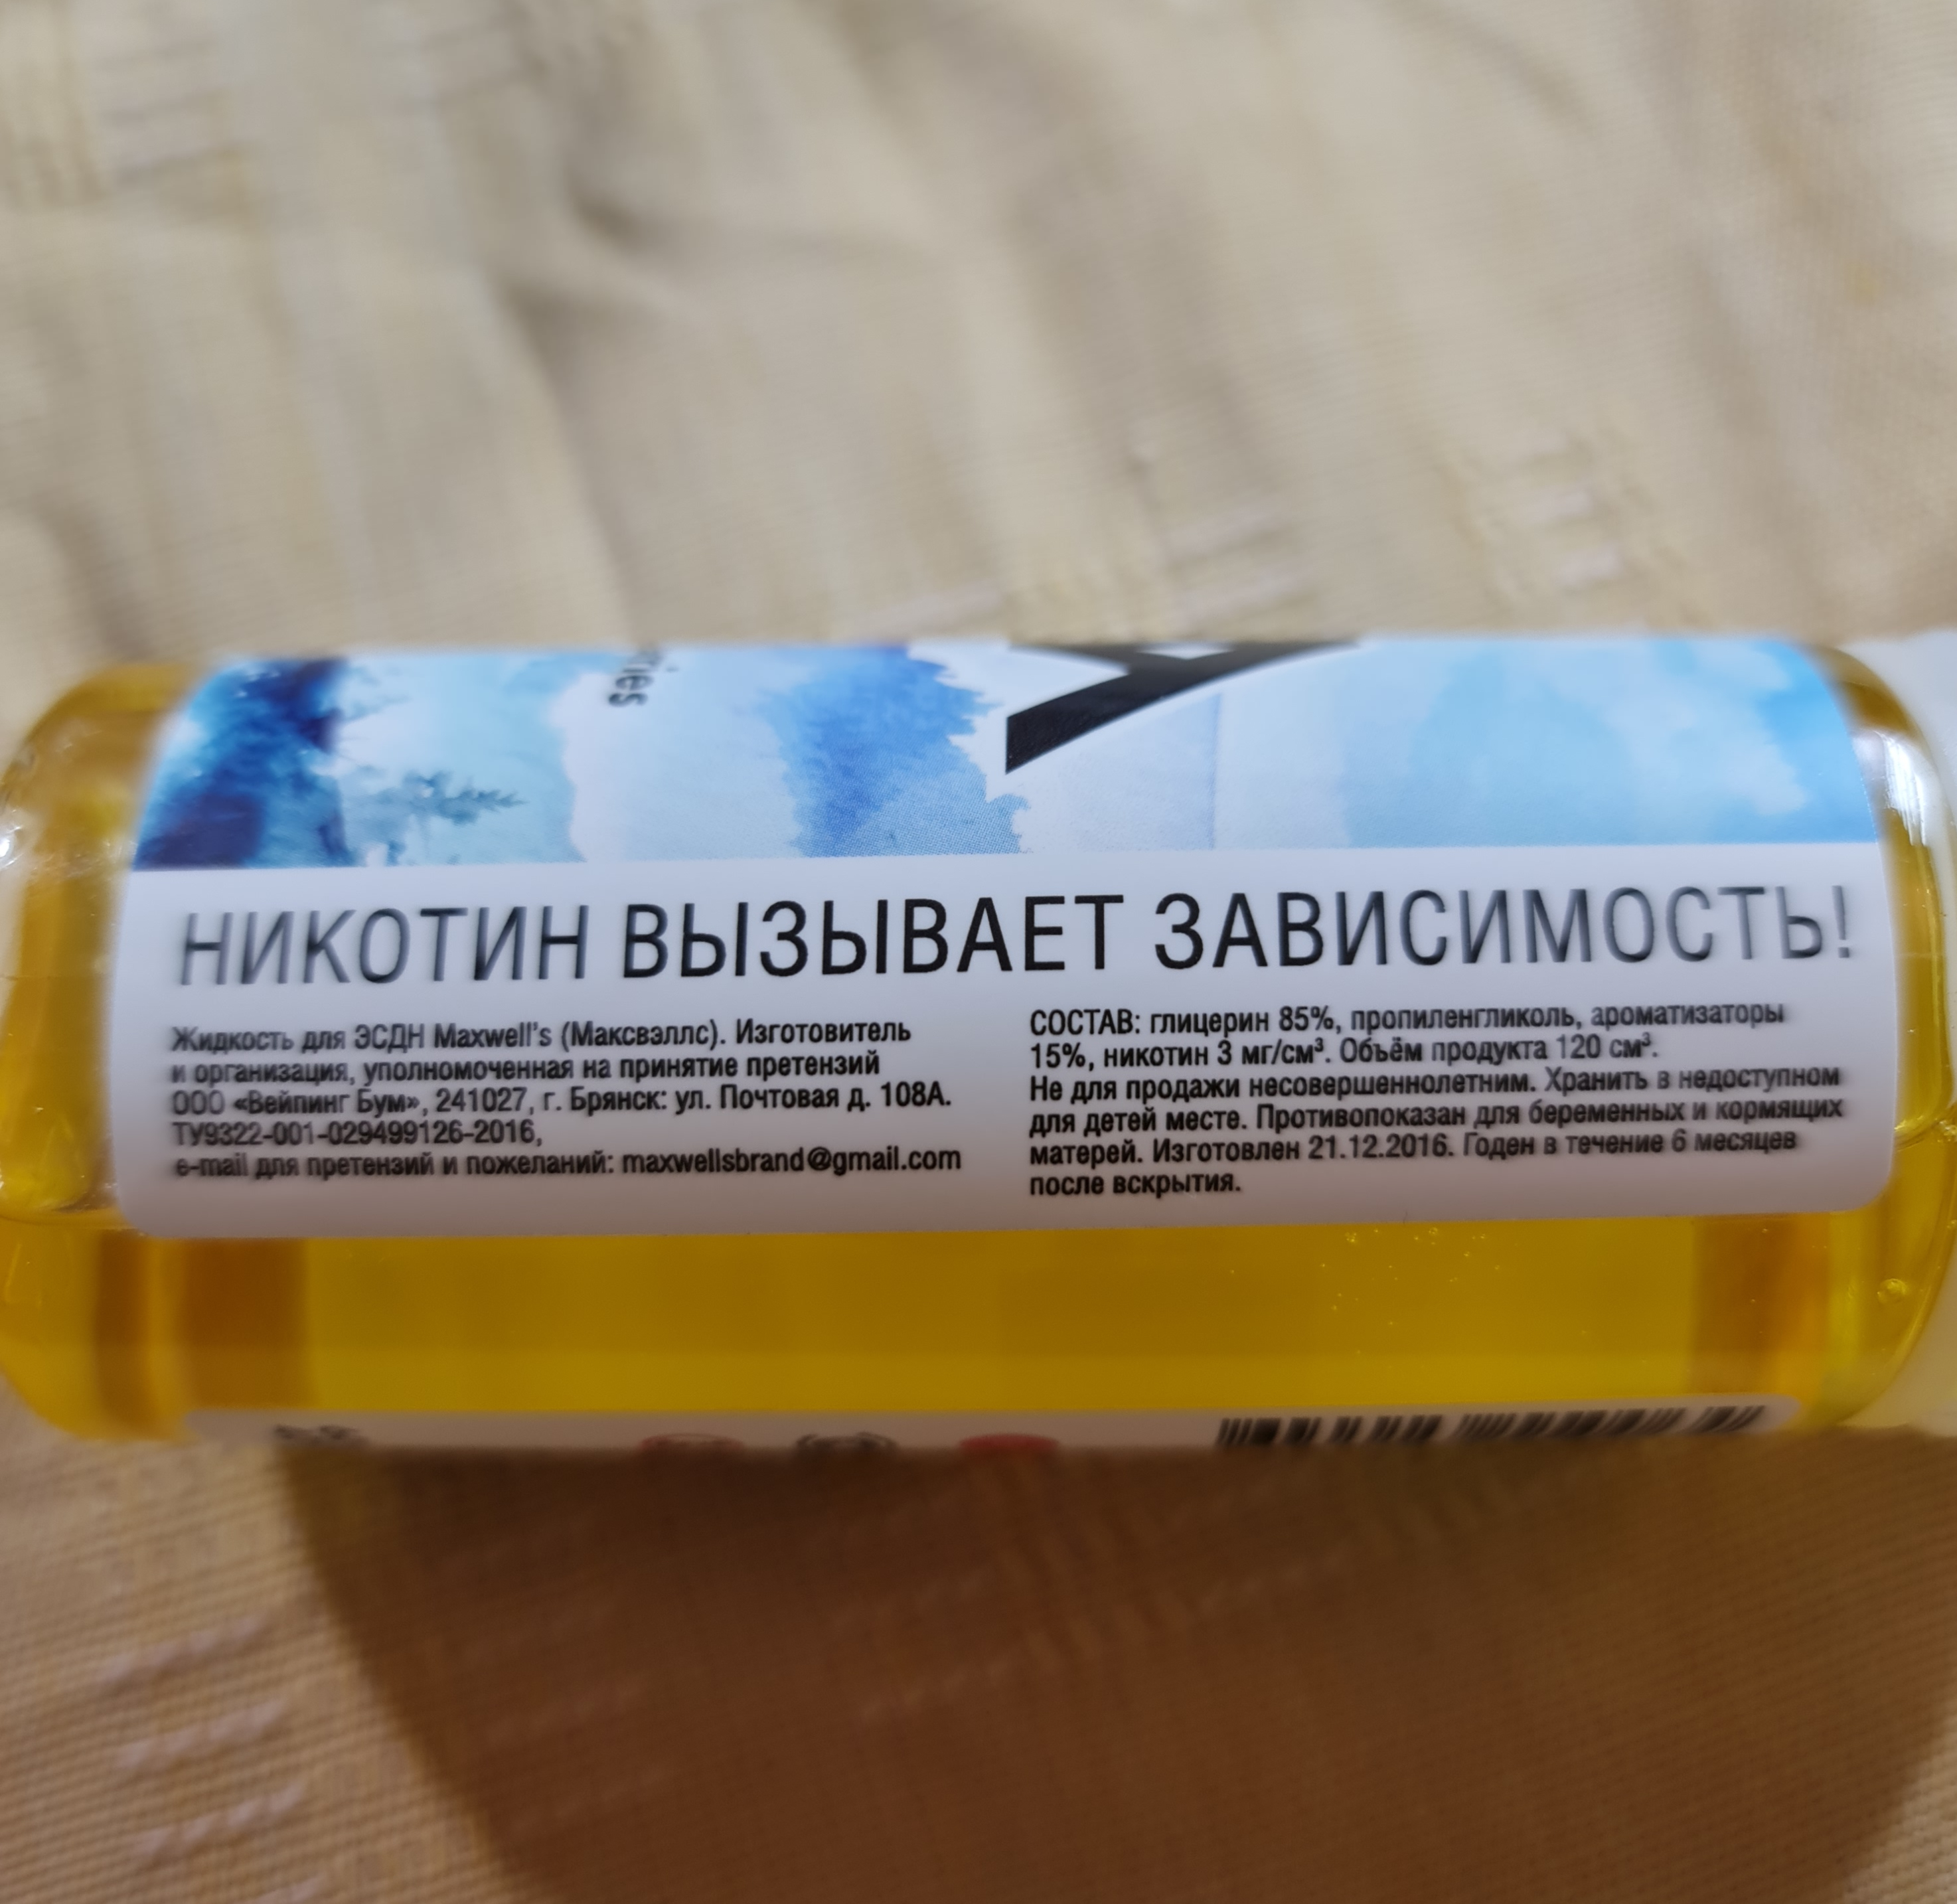 ries
НИКОТИН ВЫЗЫВАЕТ ЗАВИСИМОСТЬ!
Жидкость для ЭСДН Maxwell's (Максвэллс). Изготовитель
и организация, уполномоченная на принятие претензий
ООО «Вейпинг Бум», 241027, г. Брянск: ул. Почтовая д. 108А.
ТУ9322-001-029499126-2016,
e-mail для претензий и пожеланий: maxwellsbrand@gmail.com
СОСТАВ: глицерин 85%, пропиленгликоль, ароматизаторы
15%, никотин 3 мг/см³. Объём продукта 120 см³.
Не для продажи несовершеннолетним. Хранить в недоступном
для детей месте. Противопоказан для беременных и кормящих
матерей. Изготовлен 21.12.2016. Годен в течение 6 месяцев
после вскрытия.